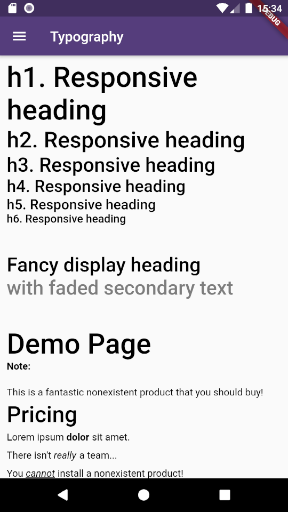 15:34
DEBUG
Typography
h1. Responsive
heading
h2. Responsive heading
h3. Responsive heading
h4. Responsive heading
h5. Responsive heading
h6. Responsive heading
Fancy display heading
with faded secondary text
Demo Page
Note:
This is a fantastic nonexistent product that you should buy!
Pricing
Lorem ipsum dolor sit amet.
There isn't really a team...
You cannot install a nonexistent product!